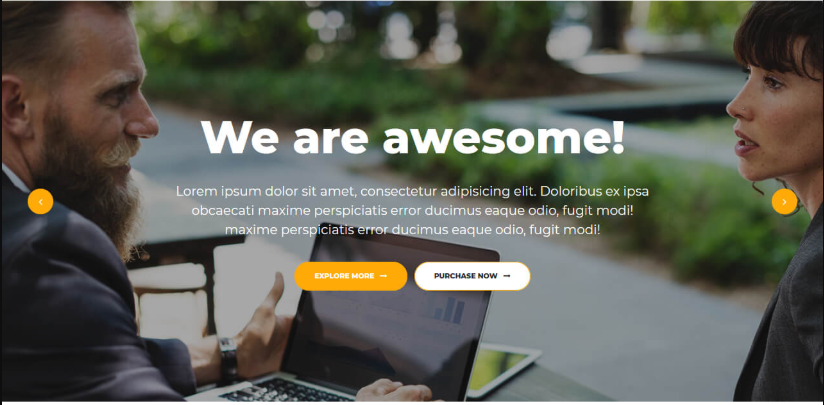 We are awesome!
Lorem ipsum dolor sit amet, consectetur adipisicing elit. Doloribus ex ipsa
obcaecati maxime perspiciatis error ducimus eaque odio, fugit modi!
maxime perspiciatis error ducimus eaque odio, fugit modi!
EXPLORE MORE →
PURCHASE NOW →